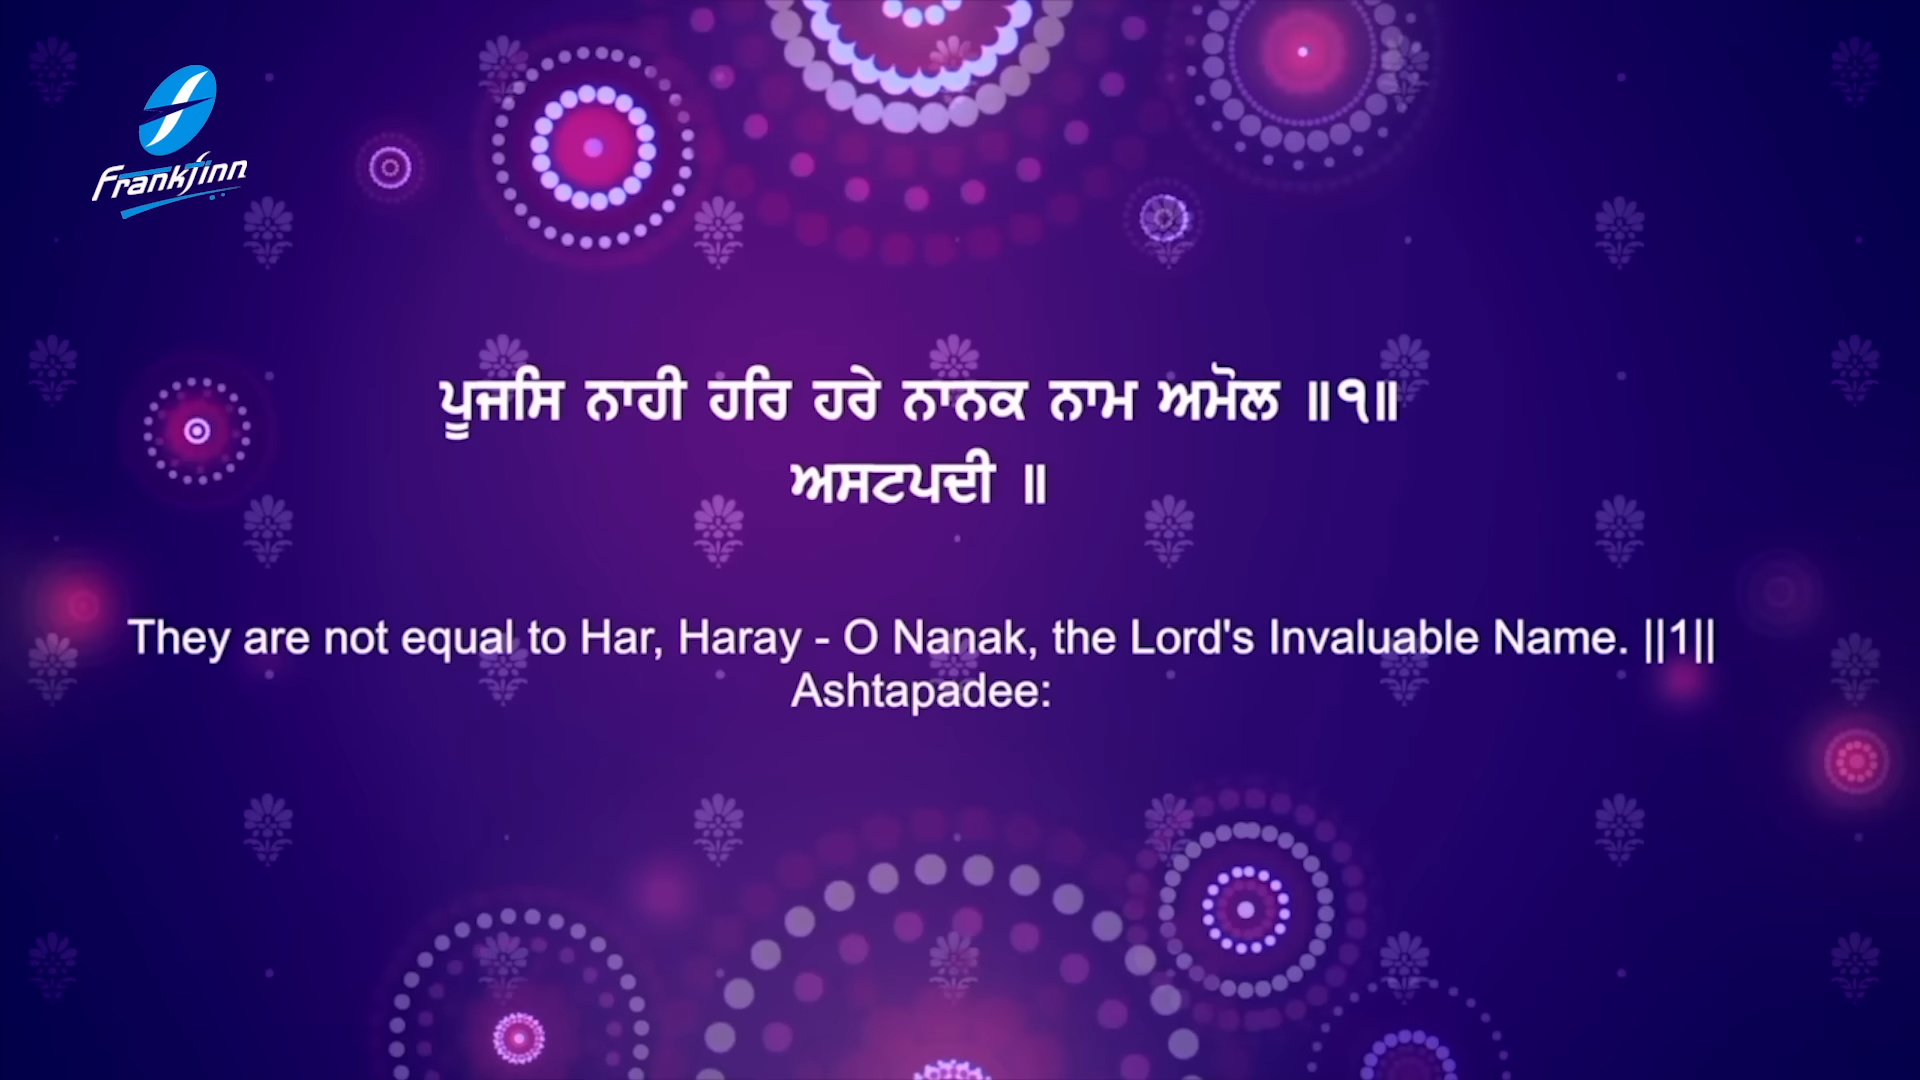 Frankfinn
ਪੂਜਸਿ ਨਾਹੀ ਹਰਿ ਹਰੇ ਨਾਨਕ ਨਾਮ ਅਮੋਲ ॥੧॥
ਅਸਟਪਦੀ ॥
They are not equal to Har, Haray - O Nanak, the Lord's Invaluable Name. ||1||
Ashtapadee: